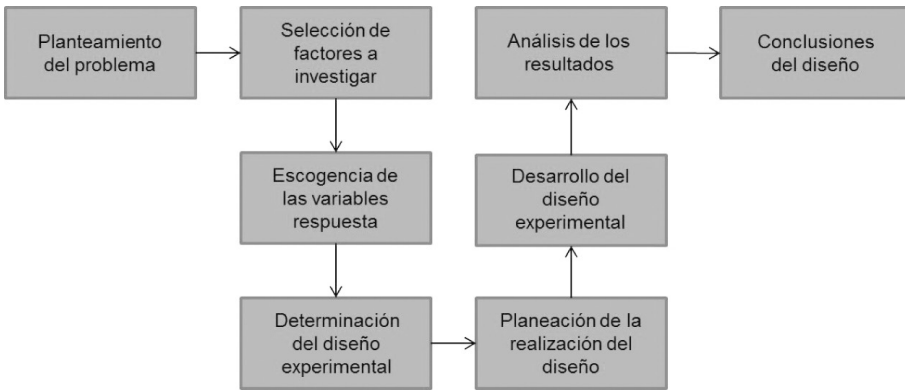 Planteamiento
del problema
Selección de
factores a
investigar
Escogencia de
las variables
respuesta
Determinación
del diseño
experimental
Planeación de la
realización del
diseño
Desarrollo del
diseño
experimental
Análisis de los
resultados
Conclusiones
del diseño